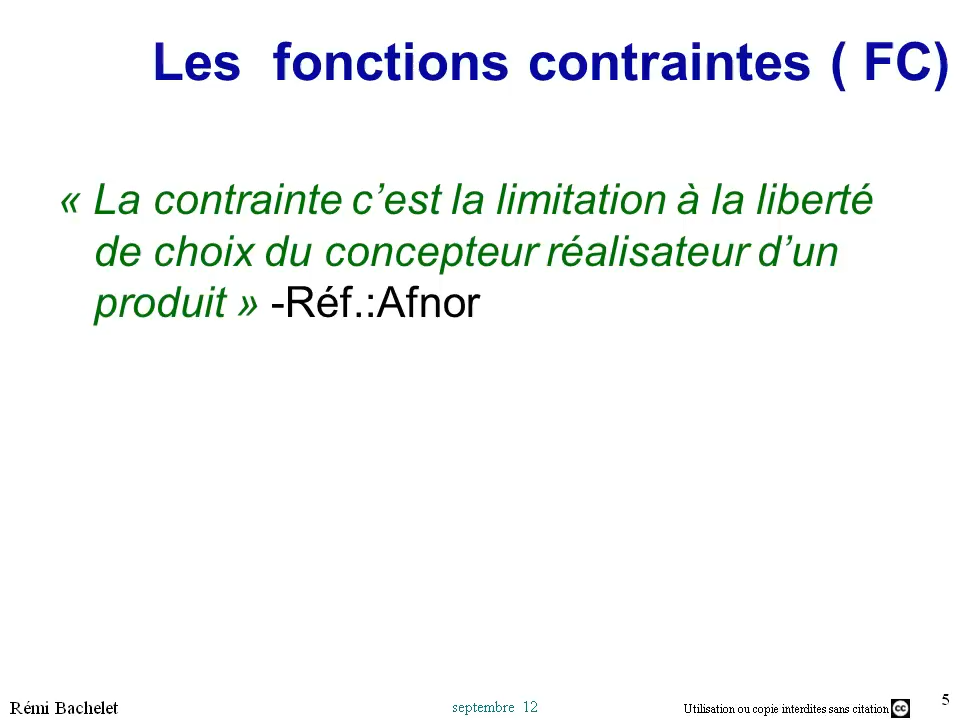 Les fonctions contraintes ( FC)
« La contrainte c’est la limitation à la liberté
de choix du concepteur réalisateur d’un
produit » -Réf.:Afnor
Rémi Bachelet
septembre 12
Utilisation ou copie interdites sans citation
cc
5